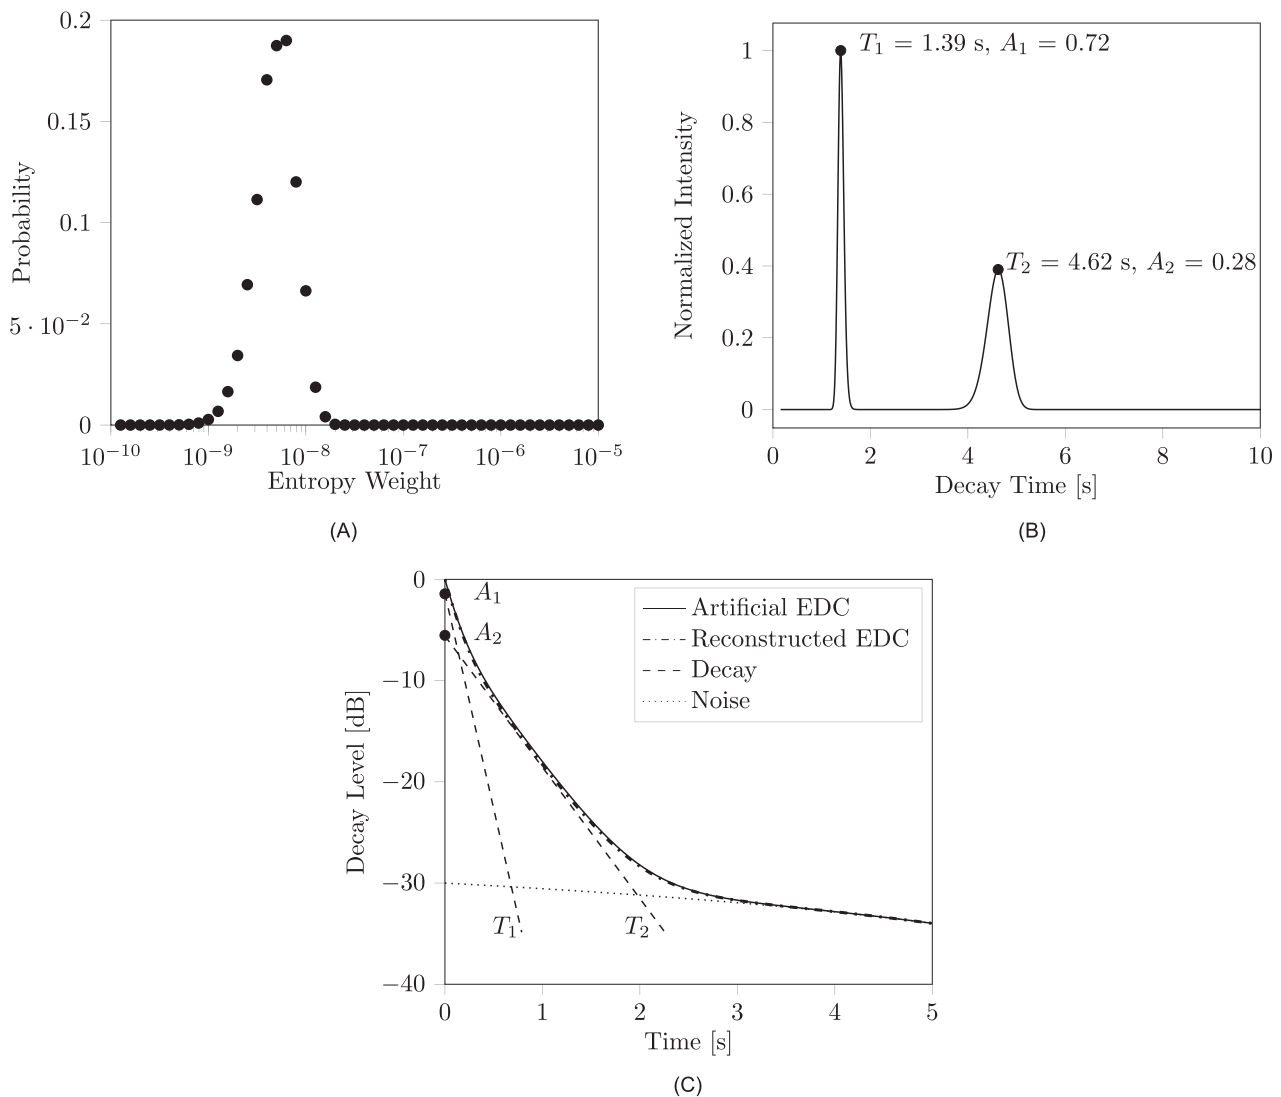 0.2
0.15
0.1
5 · 10⁻²
0
Probability
10⁻¹⁰ 10⁻⁹ 10⁻⁸ 10⁻⁷ 10⁻⁶ 10⁻⁵
Entropy Weight
(A)
1
0.8
0.6
0.4
0.2
0
Normalized Intensity
T₁ = 1.39 s, A₁ = 0.72
T₂ = 4.62 s, A₂ = 0.28
0 2 4 6 8 10
Decay Time [s]
(B)
0
−10
−20
−30
−40
Decay Level [dB]
A₁
A₂
T₁
T₂
Artificial EDC
Reconstructed EDC
Decay
Noise
0 1 2 3 4 5
Time [s]
(C)